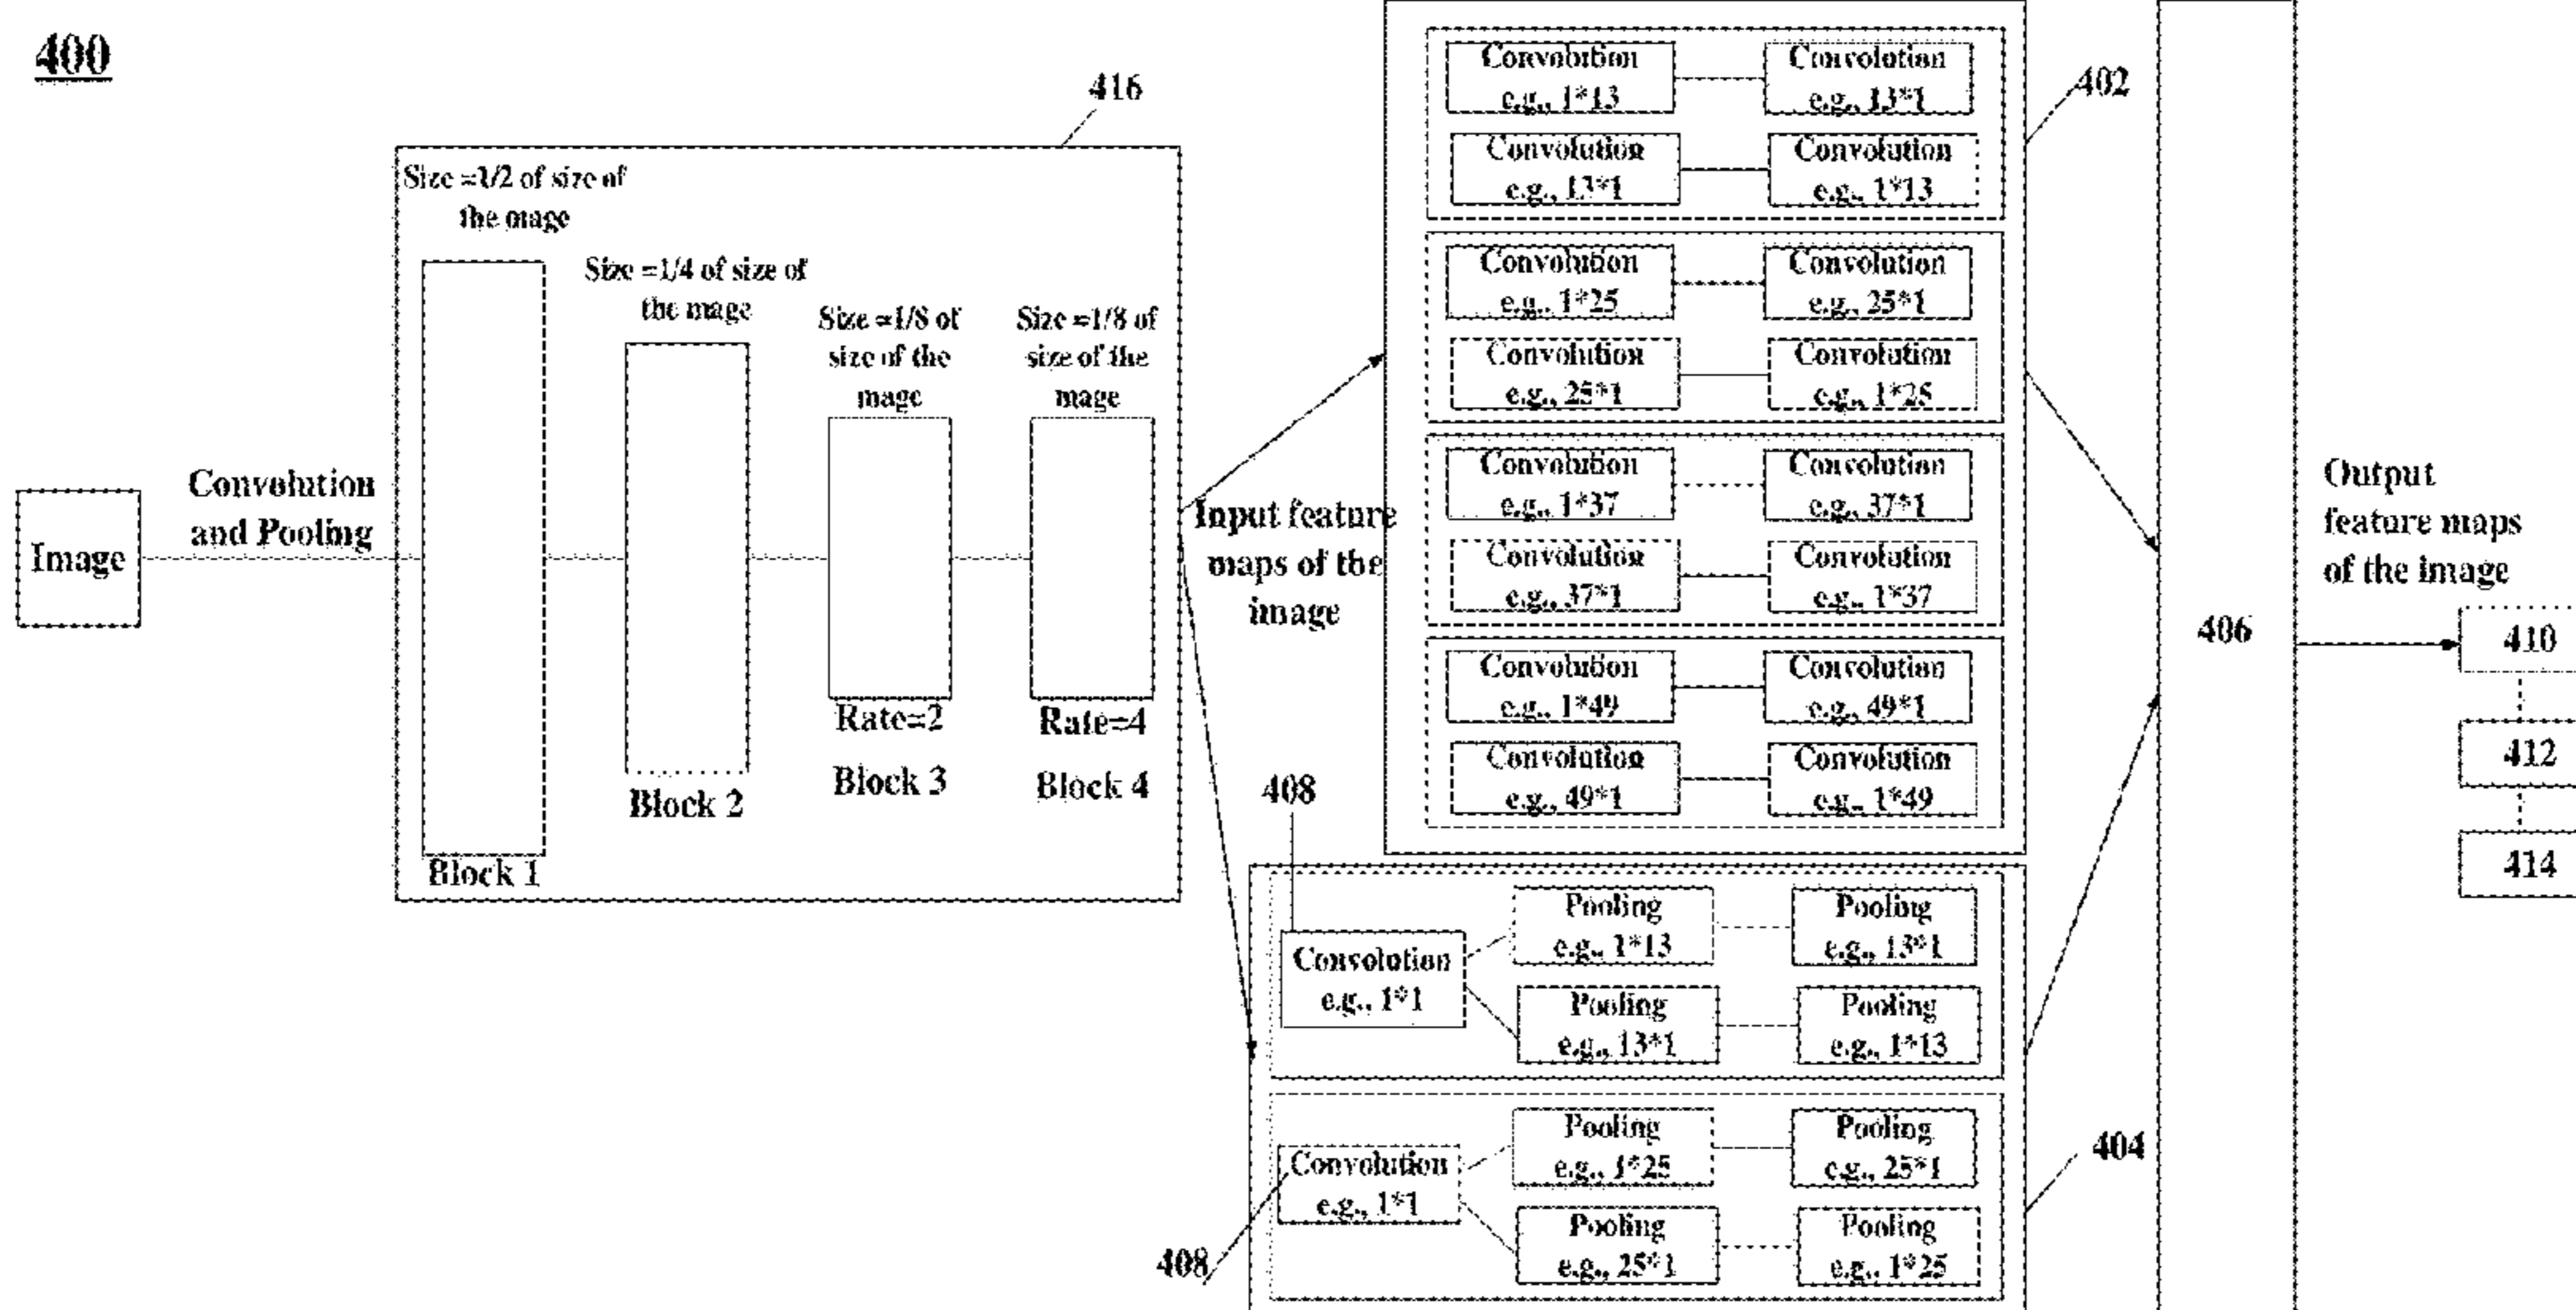 400
416
Size =1/2 of size of
the mage
Size =1/4 of size of
the mage
Size =1/8 of
size of the
mage
Size =1/8 of
size of the
mage
Convolution
and Pooling
Image
Rate=2
Block 3
Rate=4
Block 4
Block 2
Block 1
Input feature
maps of the
image
402
Convolution
e.g., 1*13
Convolution
e.g., 13*1
Convolution
e.g., 13*1
Convolution
e.g., 1*13
Convolution
e.g., 1*25
Convolution
e.g., 25*1
Convolution
e.g., 25*1
Convolution
e.g., 1*25
Convolution
e.g., 1*37
Convolution
e.g., 37*1
Convolution
e.g., 37*1
Convolution
e.g., 1*37
Convolution
e.g., 1*49
Convolution
e.g., 49*1
Convolution
e.g., 49*1
Convolution
e.g., 1*49
408
Convolution
e.g., 1*1
Pooling
e.g., 1*13
Pooling
e.g., 13*1
Pooling
e.g., 13*1
Pooling
e.g., 1*13
Convolution
e.g., 1*1
Pooling
e.g., 1*25
Pooling
e.g., 25*1
Pooling
e.g., 25*1
Pooling
e.g., 1*25
408
404
406
Output
feature maps
of the image
410
412
414